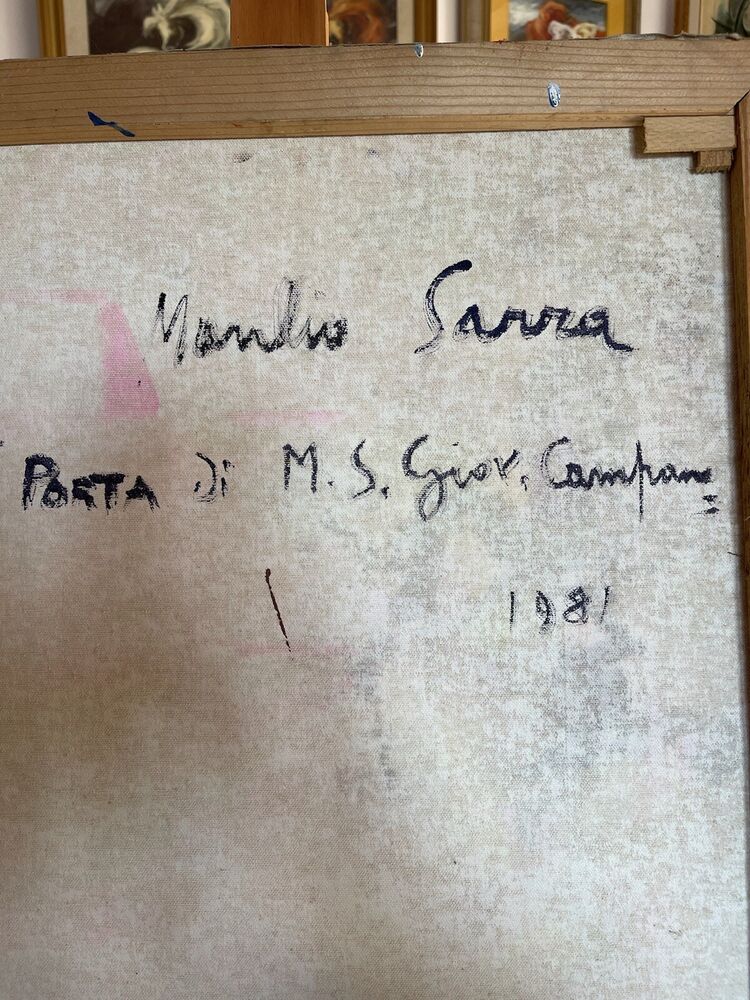 Manlio Sarra
PORTA Di M. S. Giov. Campano
1981